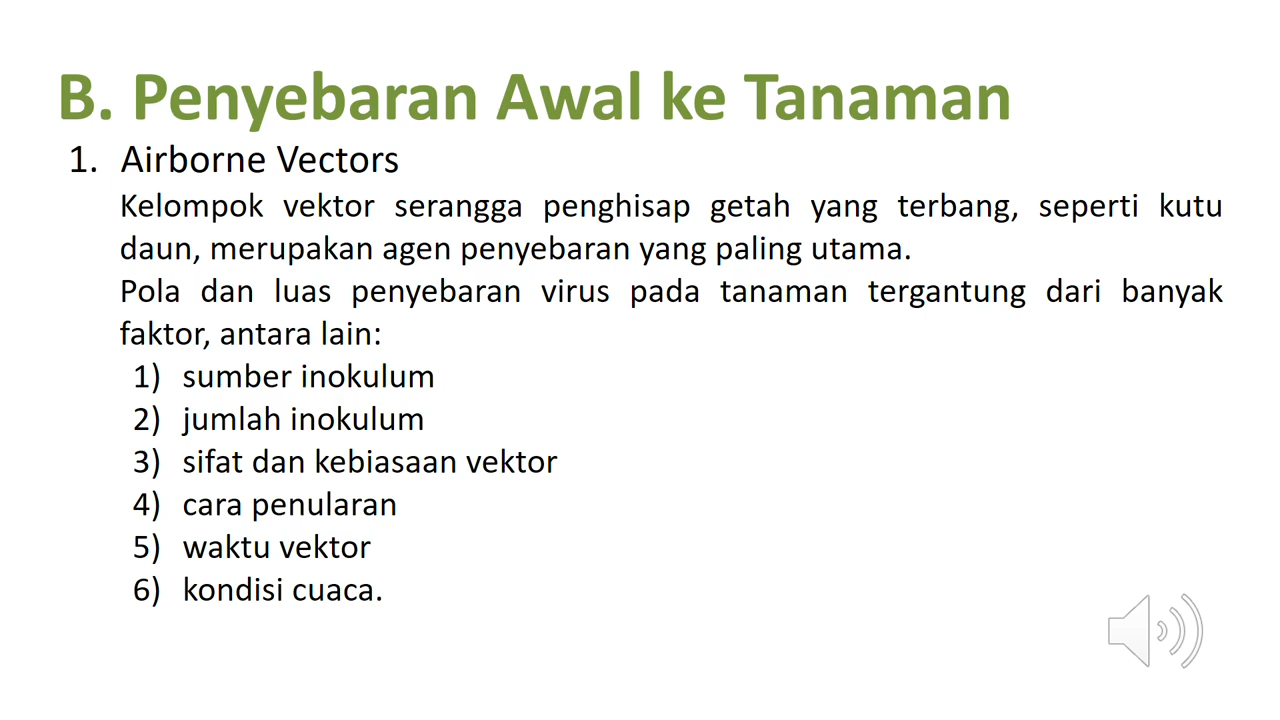 B. Penyebaran Awal ke Tanaman
1. Airborne Vectors
Kelompok vektor serangga penghisap getah yang terbang, seperti kutu
daun, merupakan agen penyebaran yang paling utama.
Pola dan luas penyebaran virus pada tanaman tergantung dari banyak
faktor, antara lain:
1) sumber inokulum
2) jumlah inokulum
3) sifat dan kebiasaan vektor
4) cara penularan
5) waktu vektor
6) kondisi cuaca.